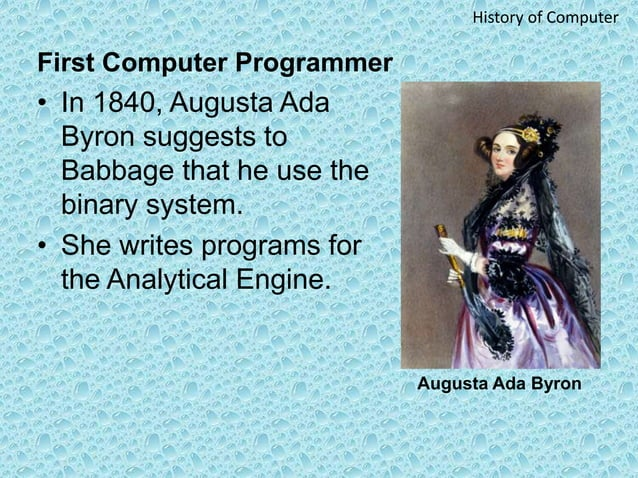 History of Computer
First Computer Programmer
• In 1840, Augusta Ada
Byron suggests to
Babbage that he use the
binary system.
• She writes programs for
the Analytical Engine.
Augusta Ada Byron